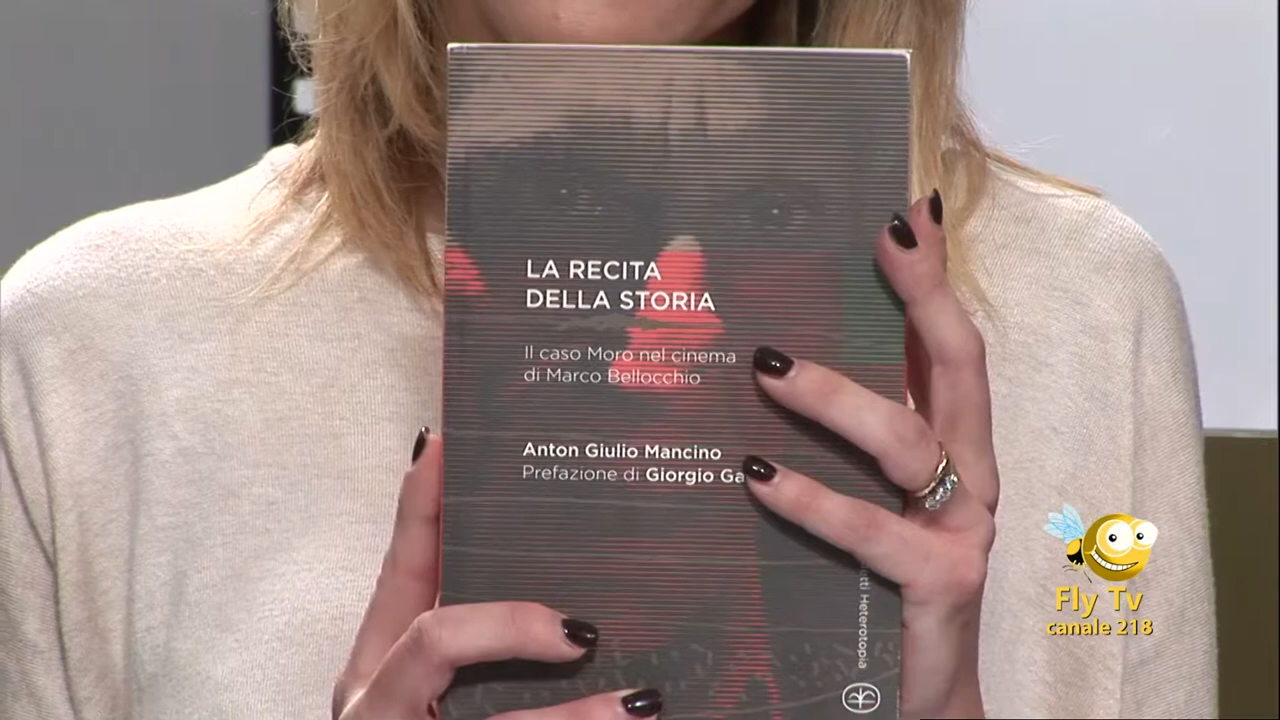 LA RECITA
DELLA STORIA
Il caso Moro nel cinema
di Marco Bellocchio
Anton Giulio Mancino
Prefazione di Giorgio Ga
Heterotopia
Fly Tv
canale 218